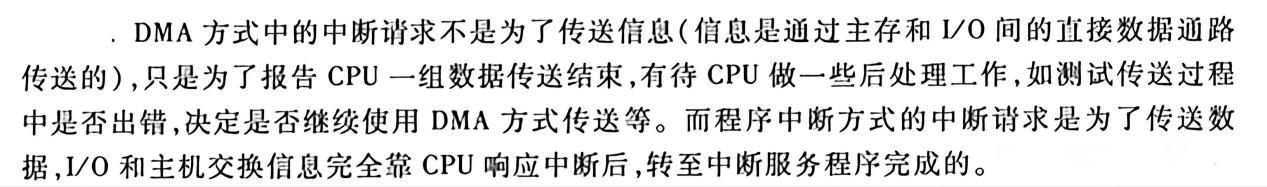 . DMA 方式中的中断请求不是为了传送信息(信息是通过主存和 I/O 间的直接数据通路
传送的),只是为了报告 CPU 一组数据传送结束,有待 CPU 做一些后处理工作,如测试传送过程
中是否出错,决定是否继续使用 DMA 方式传送等。而程序中断方式的中断请求是为了传送数
据,I/O 和主机交换信息完全靠 CPU 响应中断后,转至中断服务程序完成的。